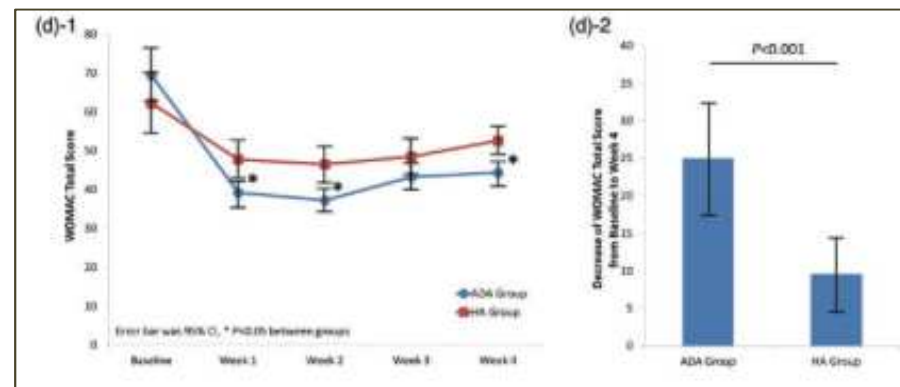 (d)-1
80
70
60
50
40
30
20
10
0
WOMAC Total Score
ADA Group
HA Group
Error bar was 95% CI, * P<0.05 between groups
Baseline
Week 1
Week 2
Week 3
Week 4
(d)-2
40
35
30
25
20
15
10
5
0
Decrease of WOMAC Total Score
from Baseline to Week 4
P<0.001
ADA Group
HA Group